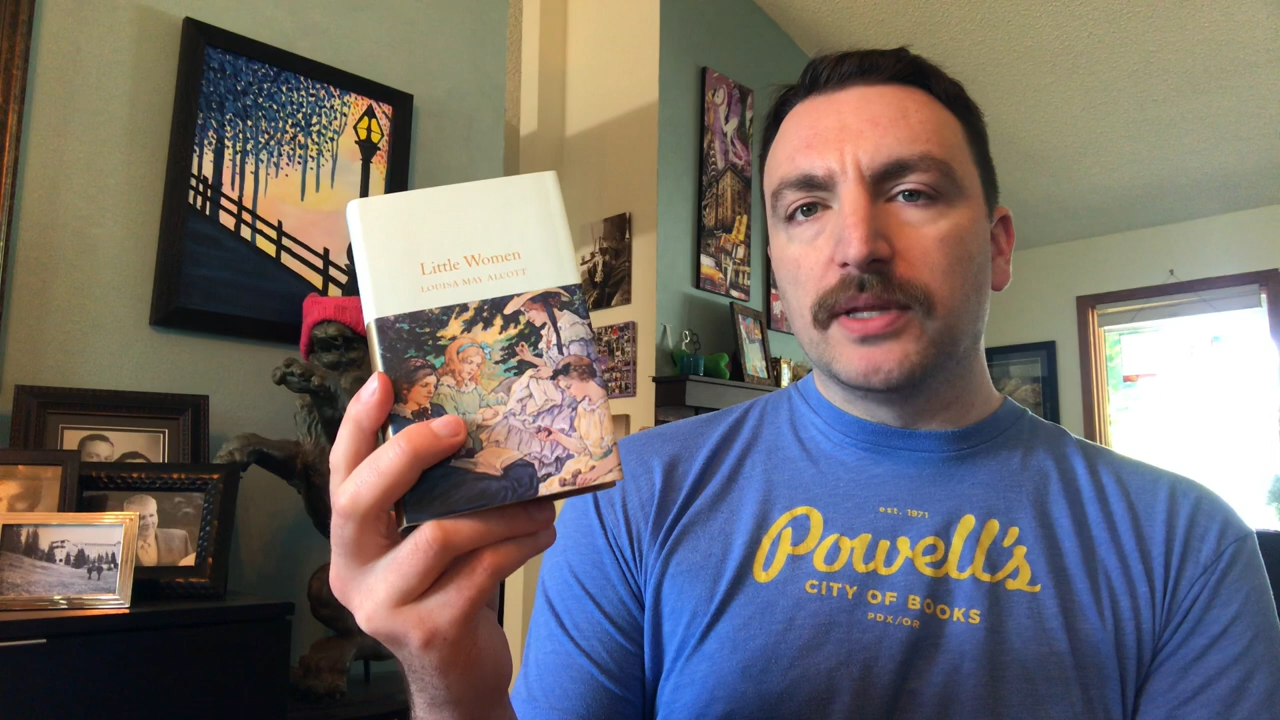 Little Women
LOUISA MAY ALCOTT
est. 1971
Powell's
CITY OF BOOKS
PDX/OR